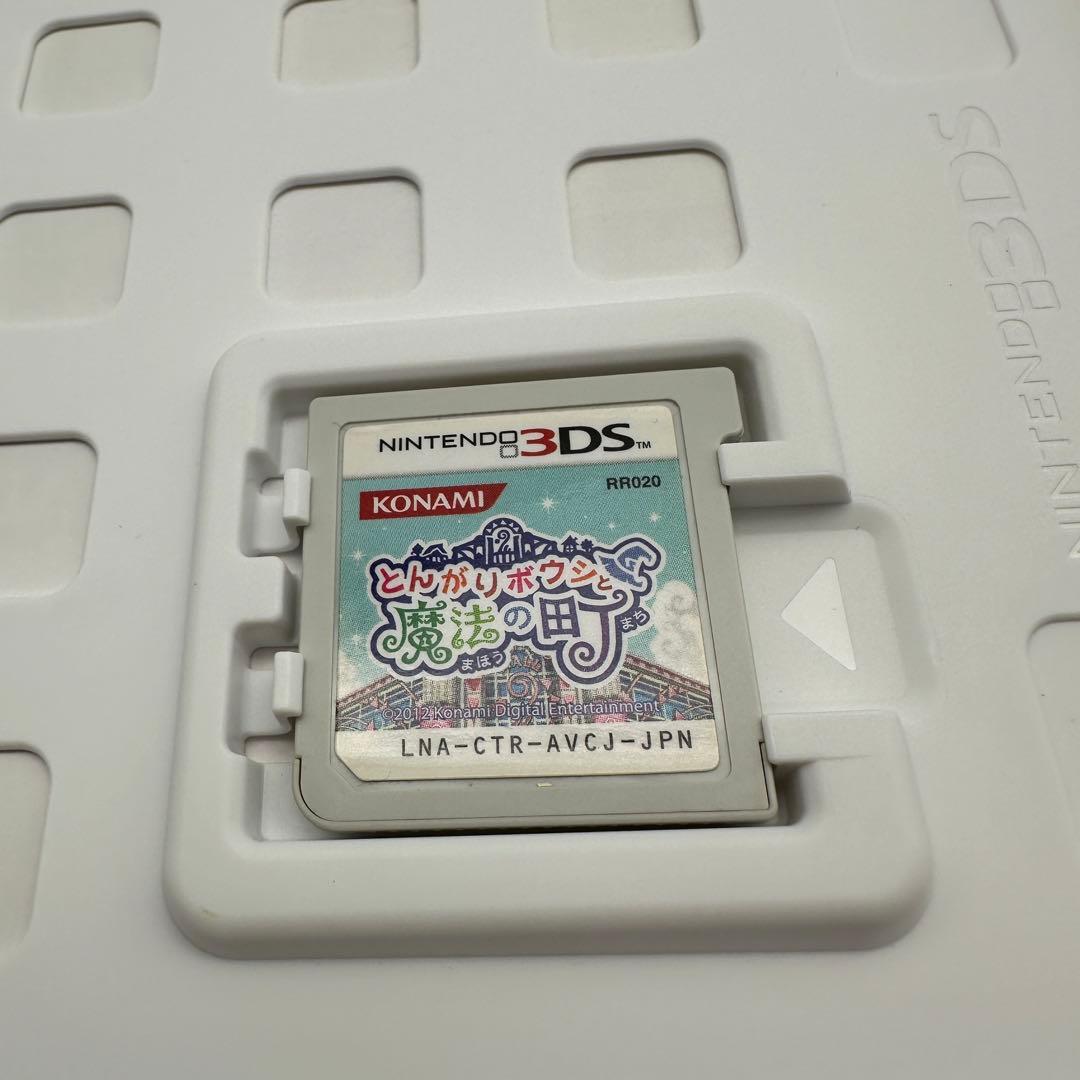 NINTENDO 3DS
NINTENDO 3DS™
KONAMI
RR020
とんがりボウシと
魔法の町
まほう
まち
©2012 Konami Digital Entertainment
LNA-CTR-AVCJ-JPN